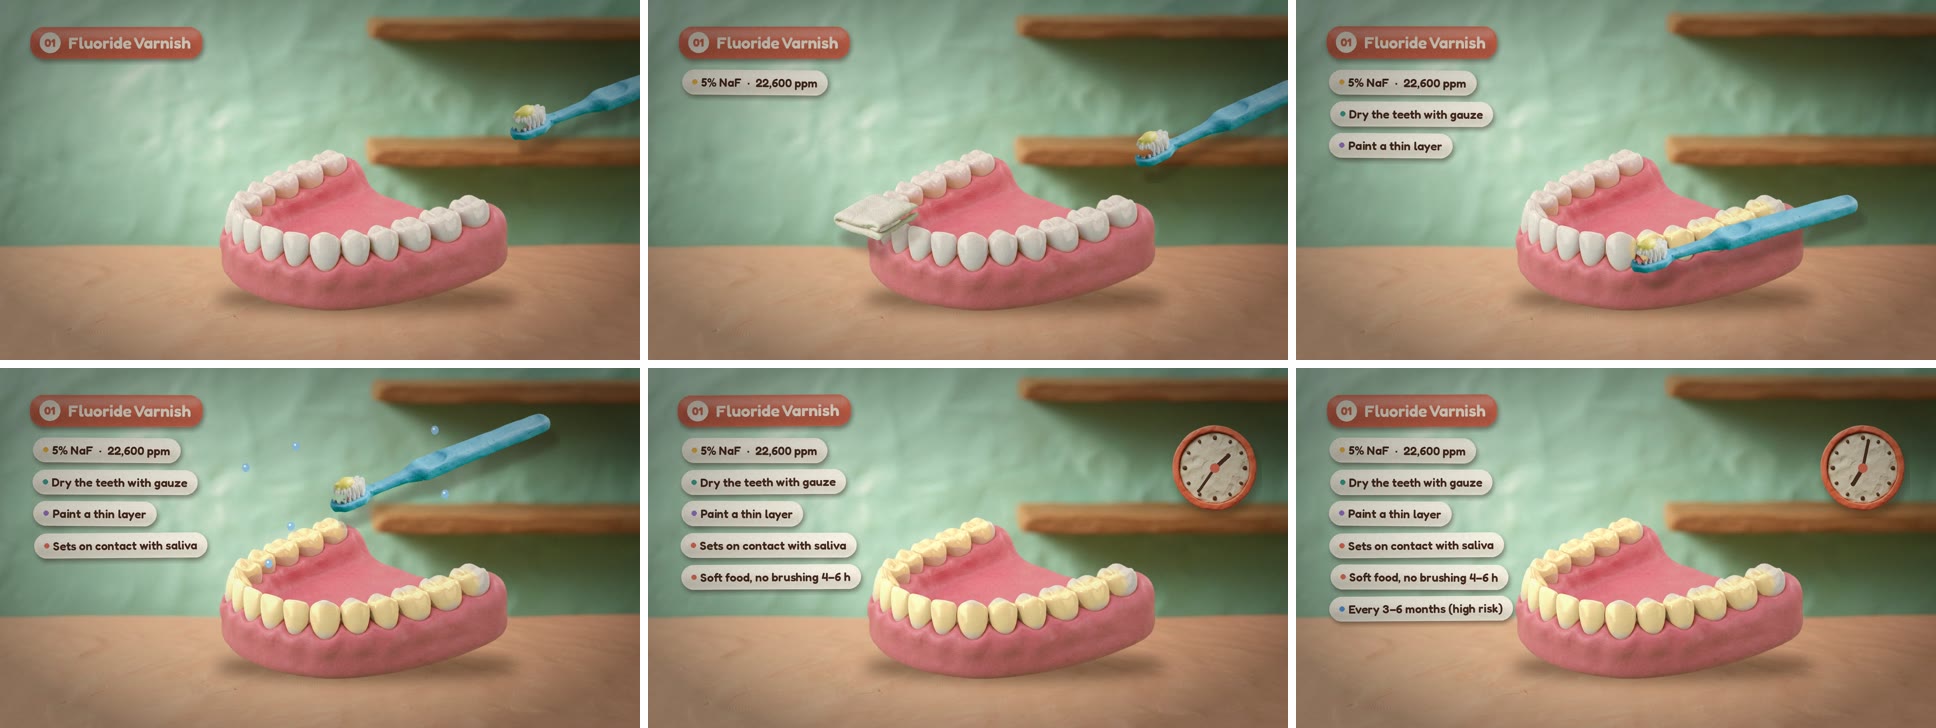 01 Fluoride Varnish
01 Fluoride Varnish
5% NaF · 22,600 ppm
01 Fluoride Varnish
5% NaF · 22,600 ppm
Dry the teeth with gauze
Paint a thin layer
01 Fluoride Varnish
5% NaF · 22,600 ppm
Dry the teeth with gauze
Paint a thin layer
Sets on contact with saliva
01 Fluoride Varnish
5% NaF · 22,600 ppm
Dry the teeth with gauze
Paint a thin layer
Sets on contact with saliva
Soft food, no brushing 4–6 h
01 Fluoride Varnish
5% NaF · 22,600 ppm
Dry the teeth with gauze
Paint a thin layer
Sets on contact with saliva
Soft food, no brushing 4–6 h
Every 3–6 months (high risk)